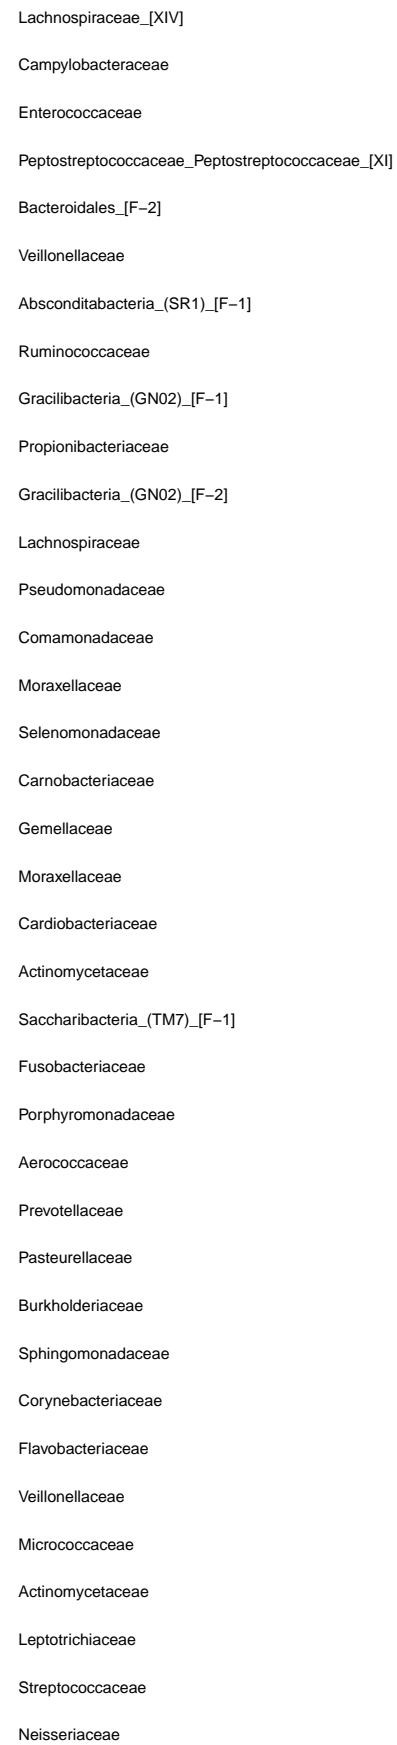 Lachnospiraceae_[XIV]
Campylobacteraceae
Enterococcaceae
Peptostreptococcaceae_Peptostreptococcaceae_[XI]
Bacteroidales_[F−2]
Veillonellaceae
Absconditabacteria_(SR1)_[F−1]
Ruminococcaceae
Gracilibacteria_(GN02)_[F−1]
Propionibacteriaceae
Gracilibacteria_(GN02)_[F−2]
Lachnospiraceae
Pseudomonadaceae
Comamonadaceae
Moraxellaceae
Selenomonadaceae
Carnobacteriaceae
Gemellaceae
Moraxellaceae
Cardiobacteriaceae
Actinomycetaceae
Saccharibacteria_(TM7)_[F−1]
Fusobacteriaceae
Porphyromonadaceae
Aerococcaceae
Prevotellaceae
Pasteurellaceae
Burkholderiaceae
Sphingomonadaceae
Corynebacteriaceae
Flavobacteriaceae
Veillonellaceae
Micrococcaceae
Actinomycetaceae
Leptotrichiaceae
Streptococcaceae
Neisseriaceae